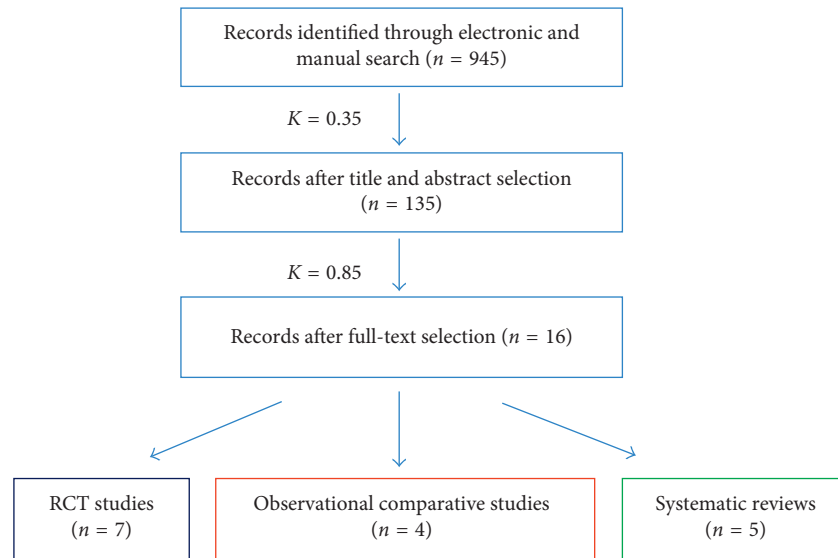 Records identified through electronic and
manual search (n = 945)
K = 0.35
Records after title and abstract selection
(n = 135)
K = 0.85
Records after full-text selection (n = 16)
RCT studies
(n = 7)
Observational comparative studies
(n = 4)
Systematic reviews
(n = 5)